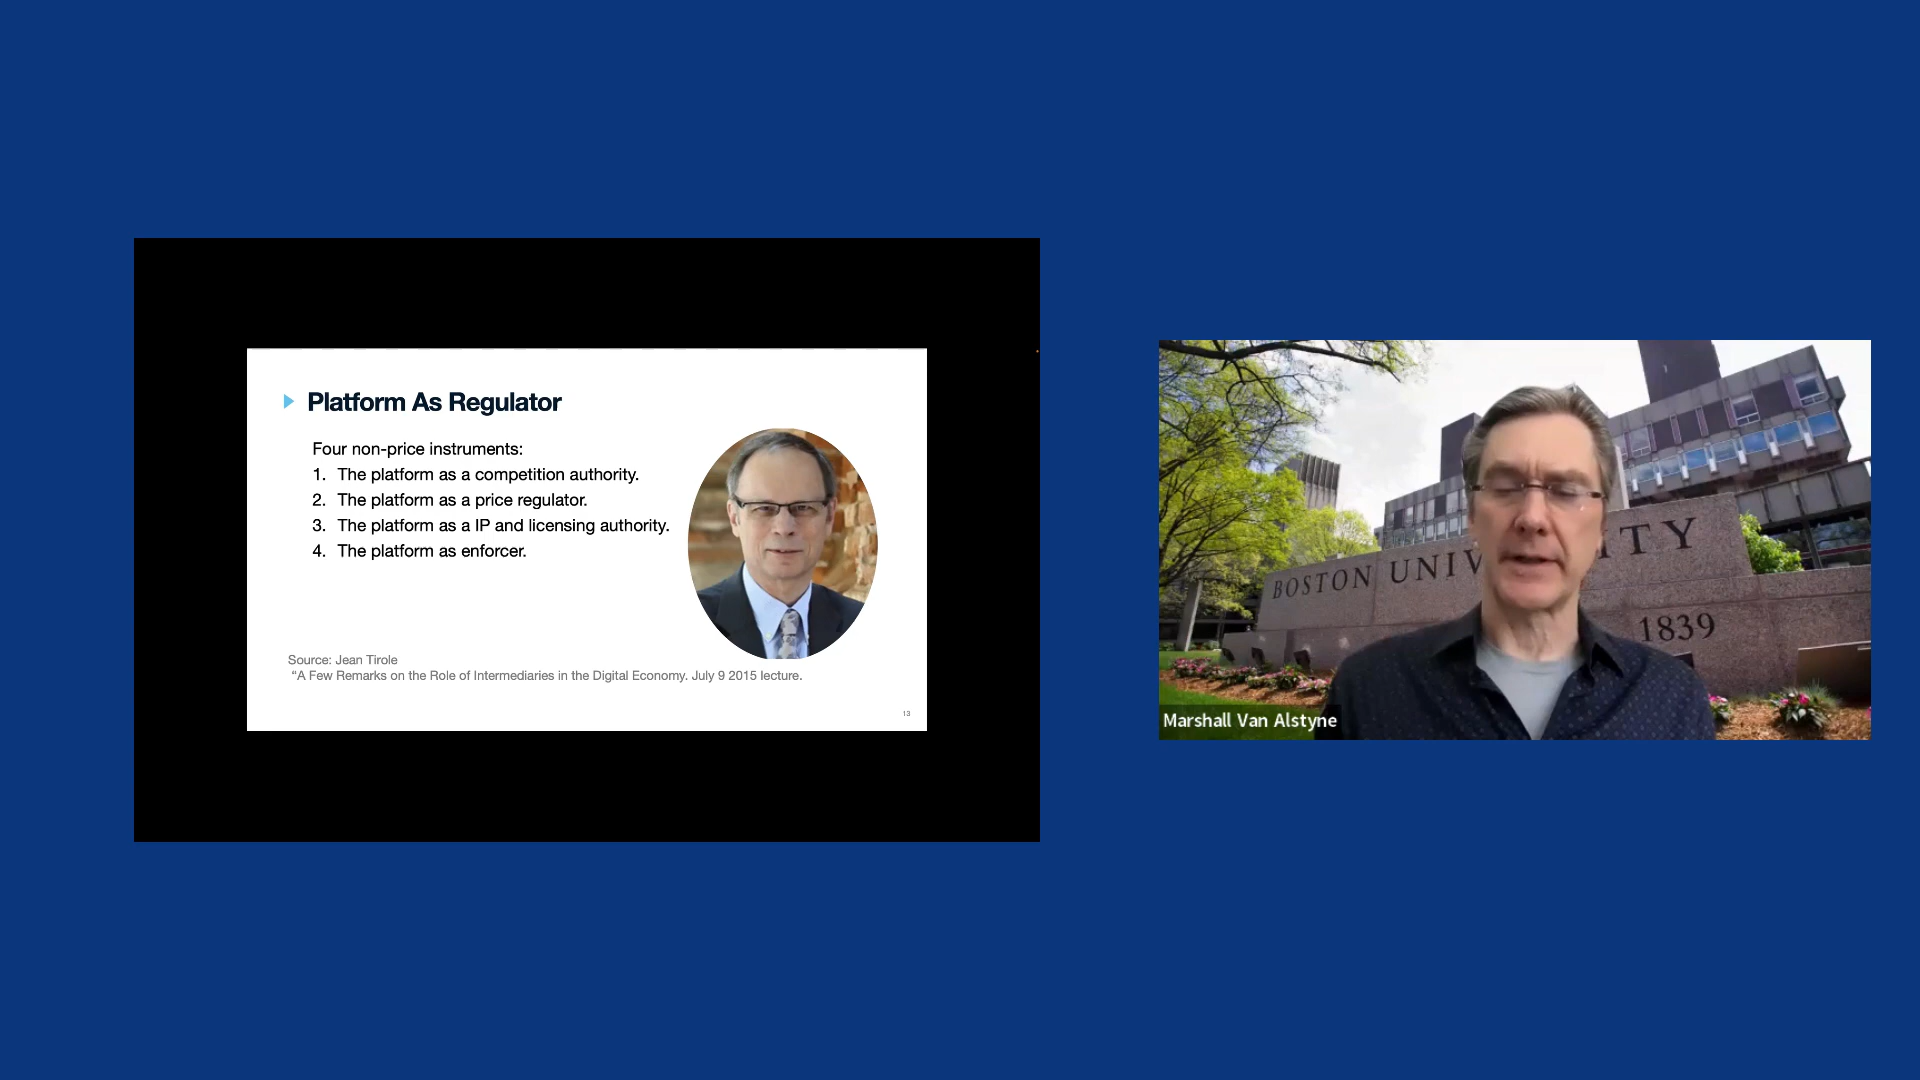 Platform As Regulator
Four non-price instruments:
1. The platform as a competition authority.
2. The platform as a price regulator.
3. The platform as a IP and licensing authority.
4. The platform as enforcer.
Source: Jean Tirole
“A Few Remarks on the Role of Intermediaries in the Digital Economy. July 9 2015 lecture.
13
BOSTON UNIV ITY
1839
Marshall Van Alstyne